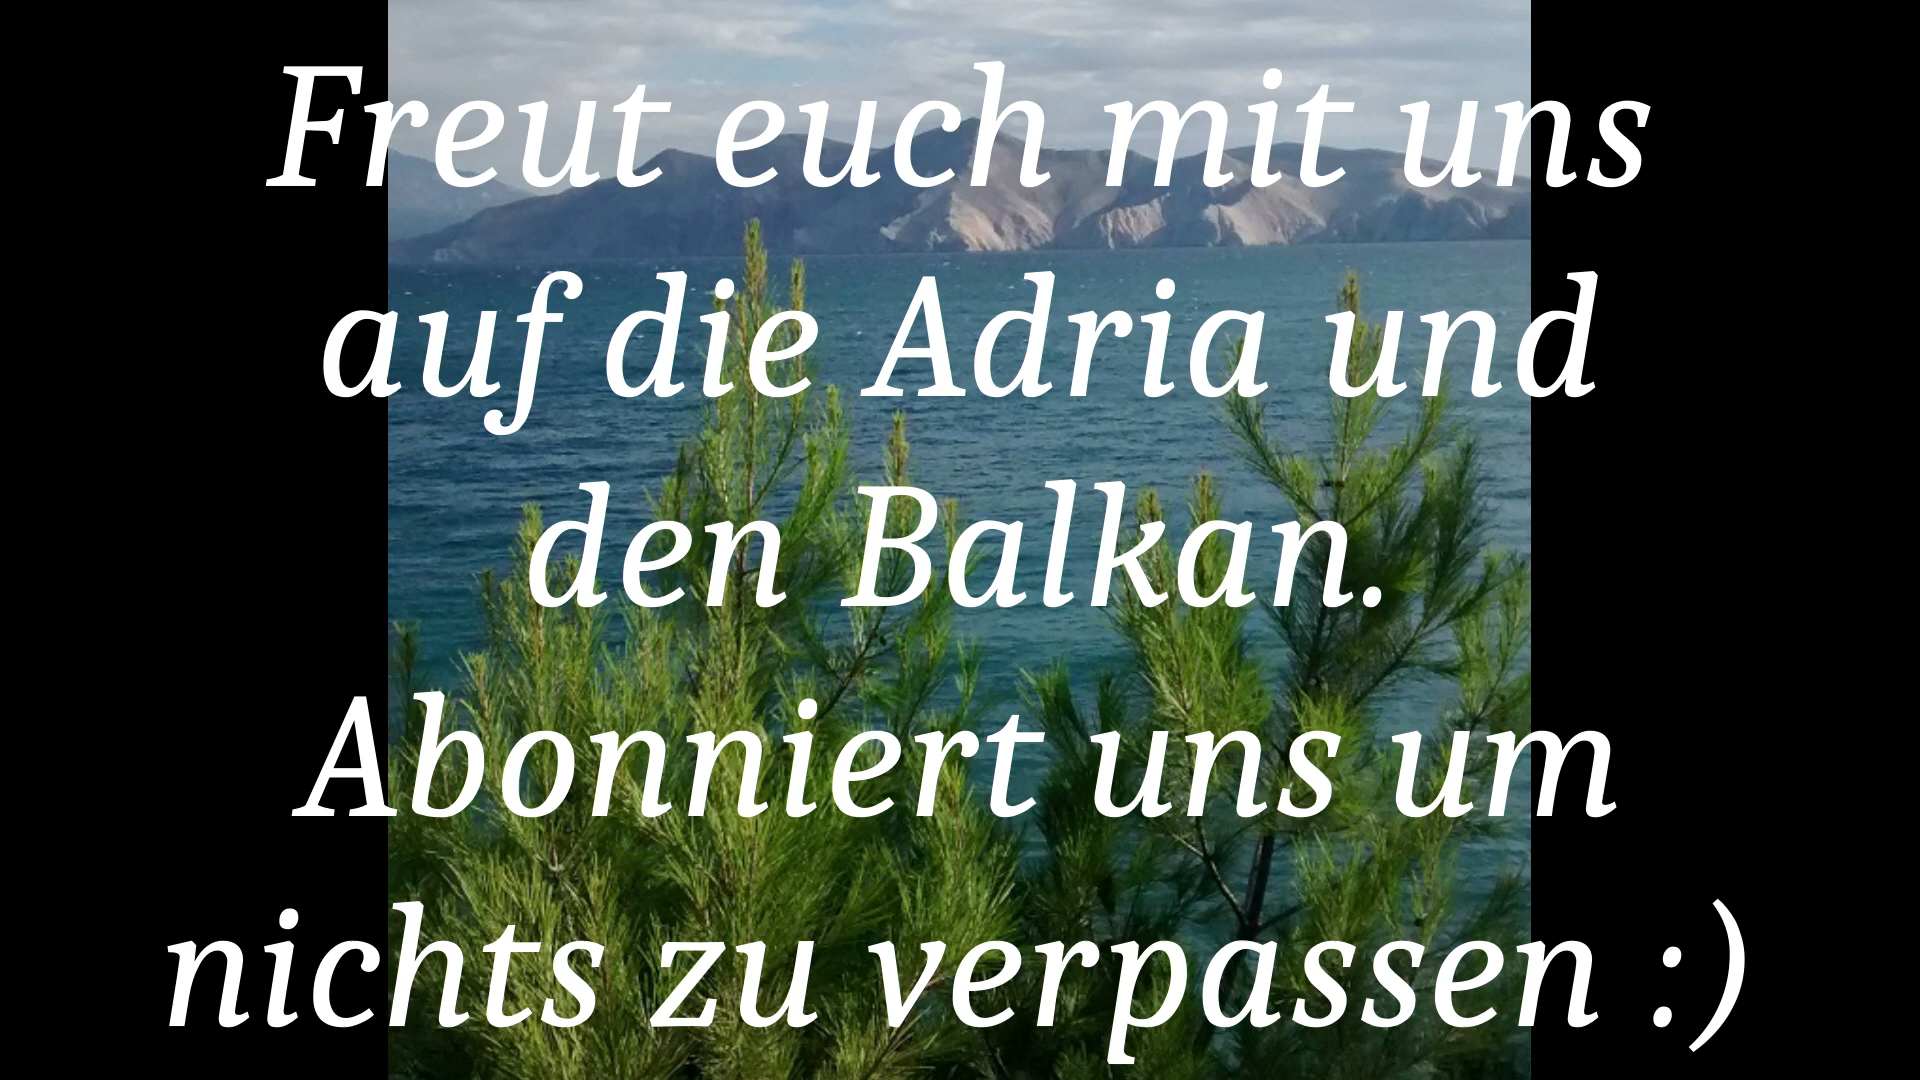 Freut euch mit uns
auf die Adria und
den Balkan.
Abonniert uns um
nichts zu verpassen :)